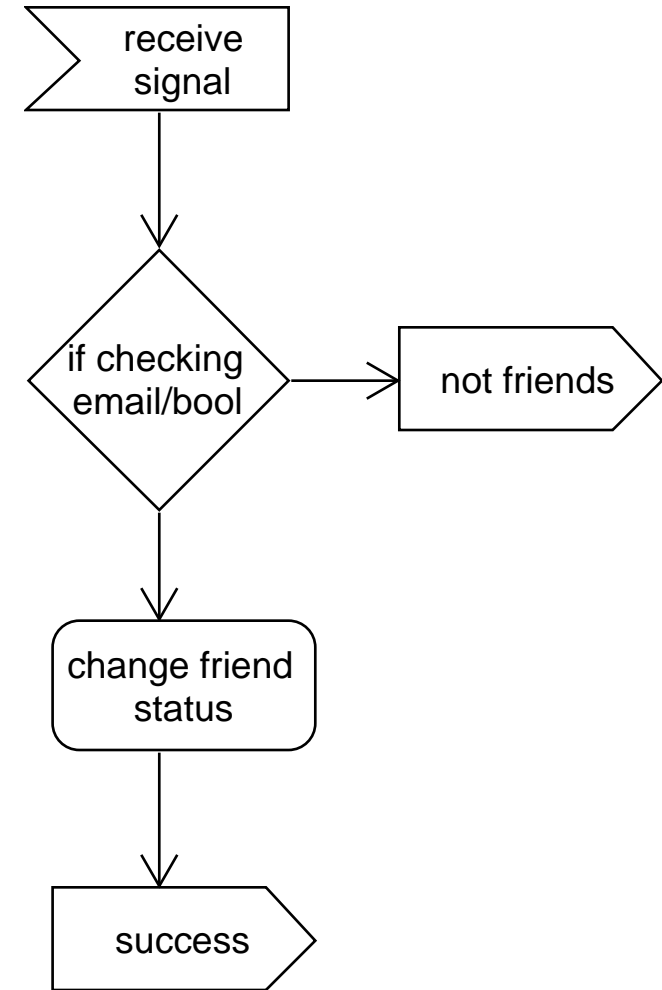 receive
signal
if checking
email/bool
not friends
change friend
status
success